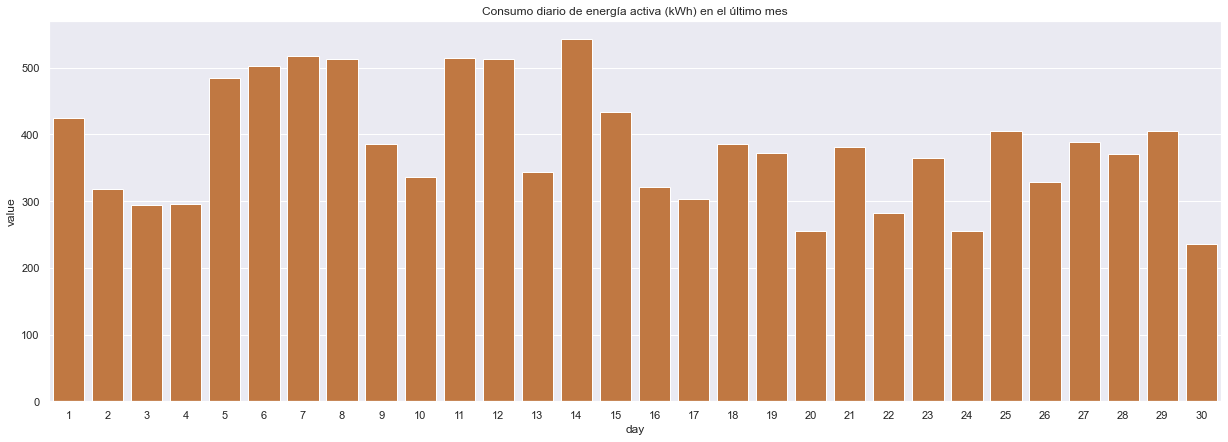 Consumo diario de energía activa (kWh) en el último mes
500
400
300
200
100
0
value
1 2 3 4 5 6 7 8 9 10 11 12 13 14 15 16 17 18 19 20 21 22 23 24 25 26 27 28 29 30
day